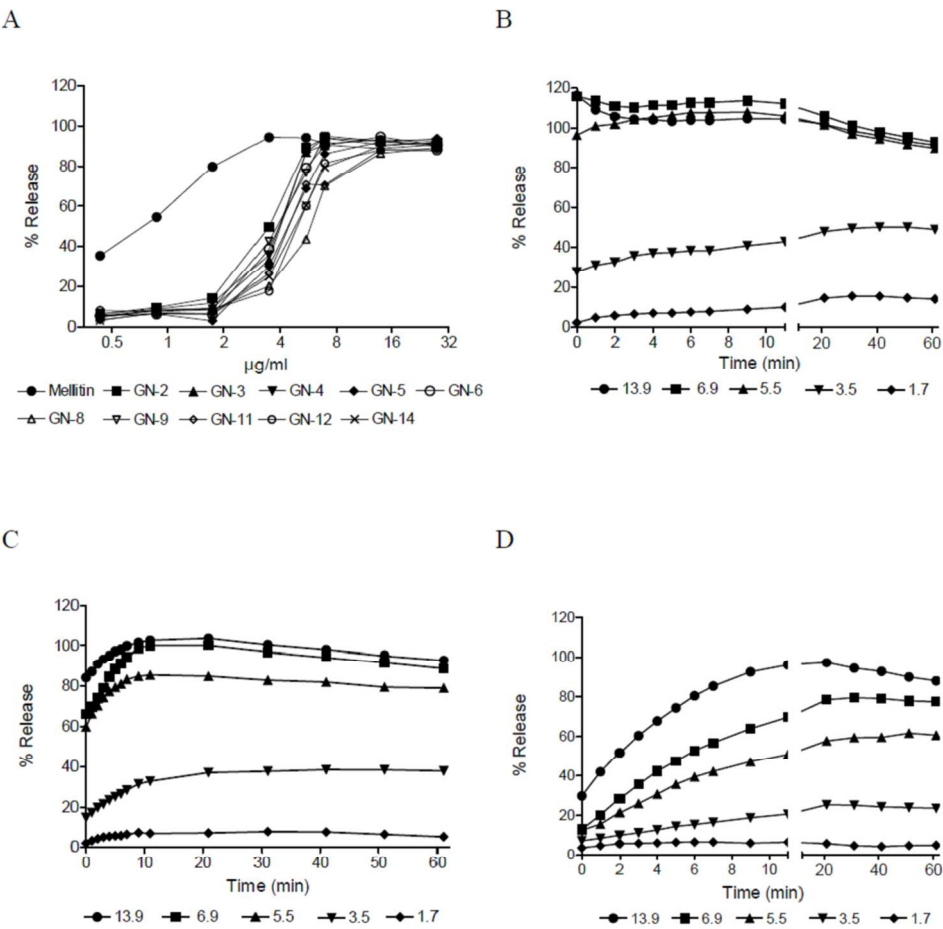 A
B
120
100
80
60
40
20
0
% Release
0.5 1 2 4 8 16 32
µg/ml
Mellitin GN-2 GN-3 GN-4 GN-5 GN-6
GN-8 GN-9 GN-11 GN-12 GN-14
120
100
80
60
40
20
0
% Release
0 2 4 6 8 10 20 40 60
Time (min)
13.9 6.9 5.5 3.5 1.7
C
D
120
100
80
60
40
20
0
% Release
0 10 20 30 40 50 60
Time (min)
13.9 6.9 5.5 3.5 1.7
120
100
80
60
40
20
0
% Release
0 2 4 6 8 10 20 40 60
Time (min)
13.9 6.9 5.5 3.5 1.7